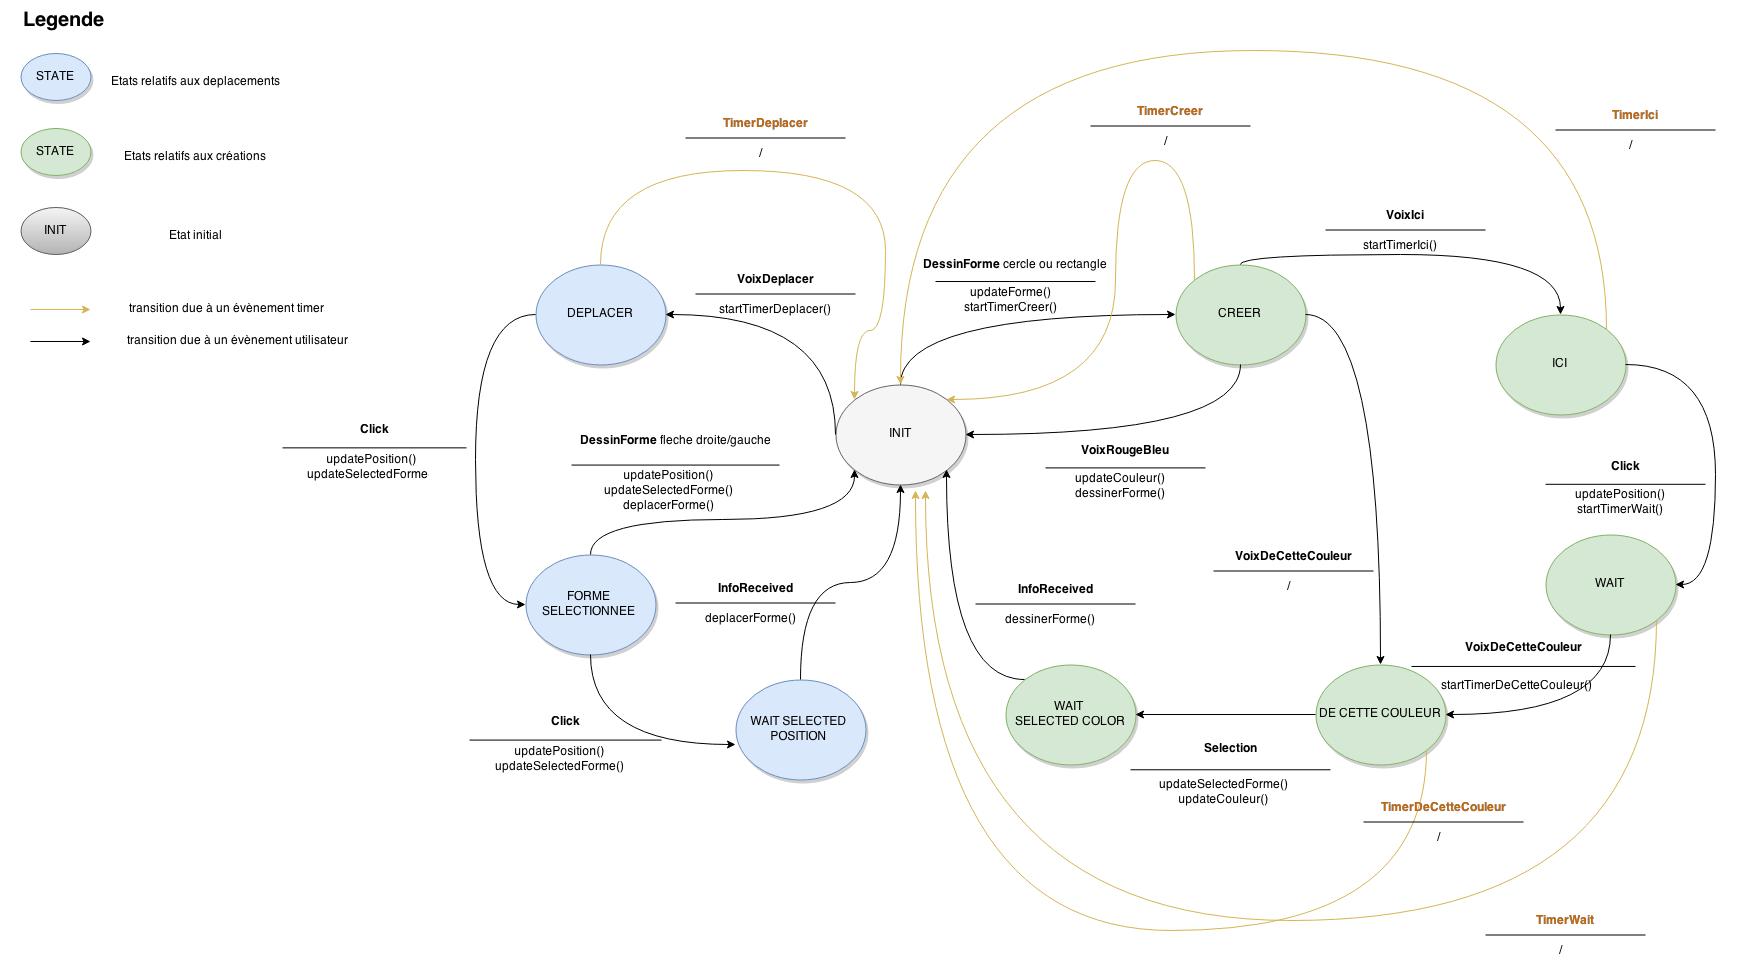 Legende
STATE
Etats relatifs aux deplacements
STATE
Etats relatifs aux créations
INIT
Etat initial
transition due à un évènement timer
transition due à un évènement utilisateur
TimerDeplacer
/
TimerCreer
/
TimerIci
/
VoixIci
startTimerIci()
DessinForme cercle ou rectangle
updateForme()
startTimerCreer()
VoixDeplacer
startTimerDeplacer()
DEPLACER
CREER
ICI
INIT
Click
updatePosition()
updateSelectedForme
DessinForme fleche droite/gauche
updatePosition()
updateSelectedForme()
deplacerForme()
VoixRougeBleu
updateCouleur()
dessinerForme()
Click
updatePosition()
startTimerWait()
VoixDeCetteCouleur
/
InfoReceived
deplacerForme()
InfoReceived
dessinerForme()
FORME
SELECTIONNEE
WAIT
VoixDeCetteCouleur
startTimerDeCetteCouleur()
WAIT SELECTED
POSITION
WAIT
SELECTED COLOR
DE CETTE COULEUR
Click
updatePosition()
updateSelectedForme()
Selection
updateSelectedForme()
updateCouleur()
TimerDeCetteCouleur
/
TimerWait
/